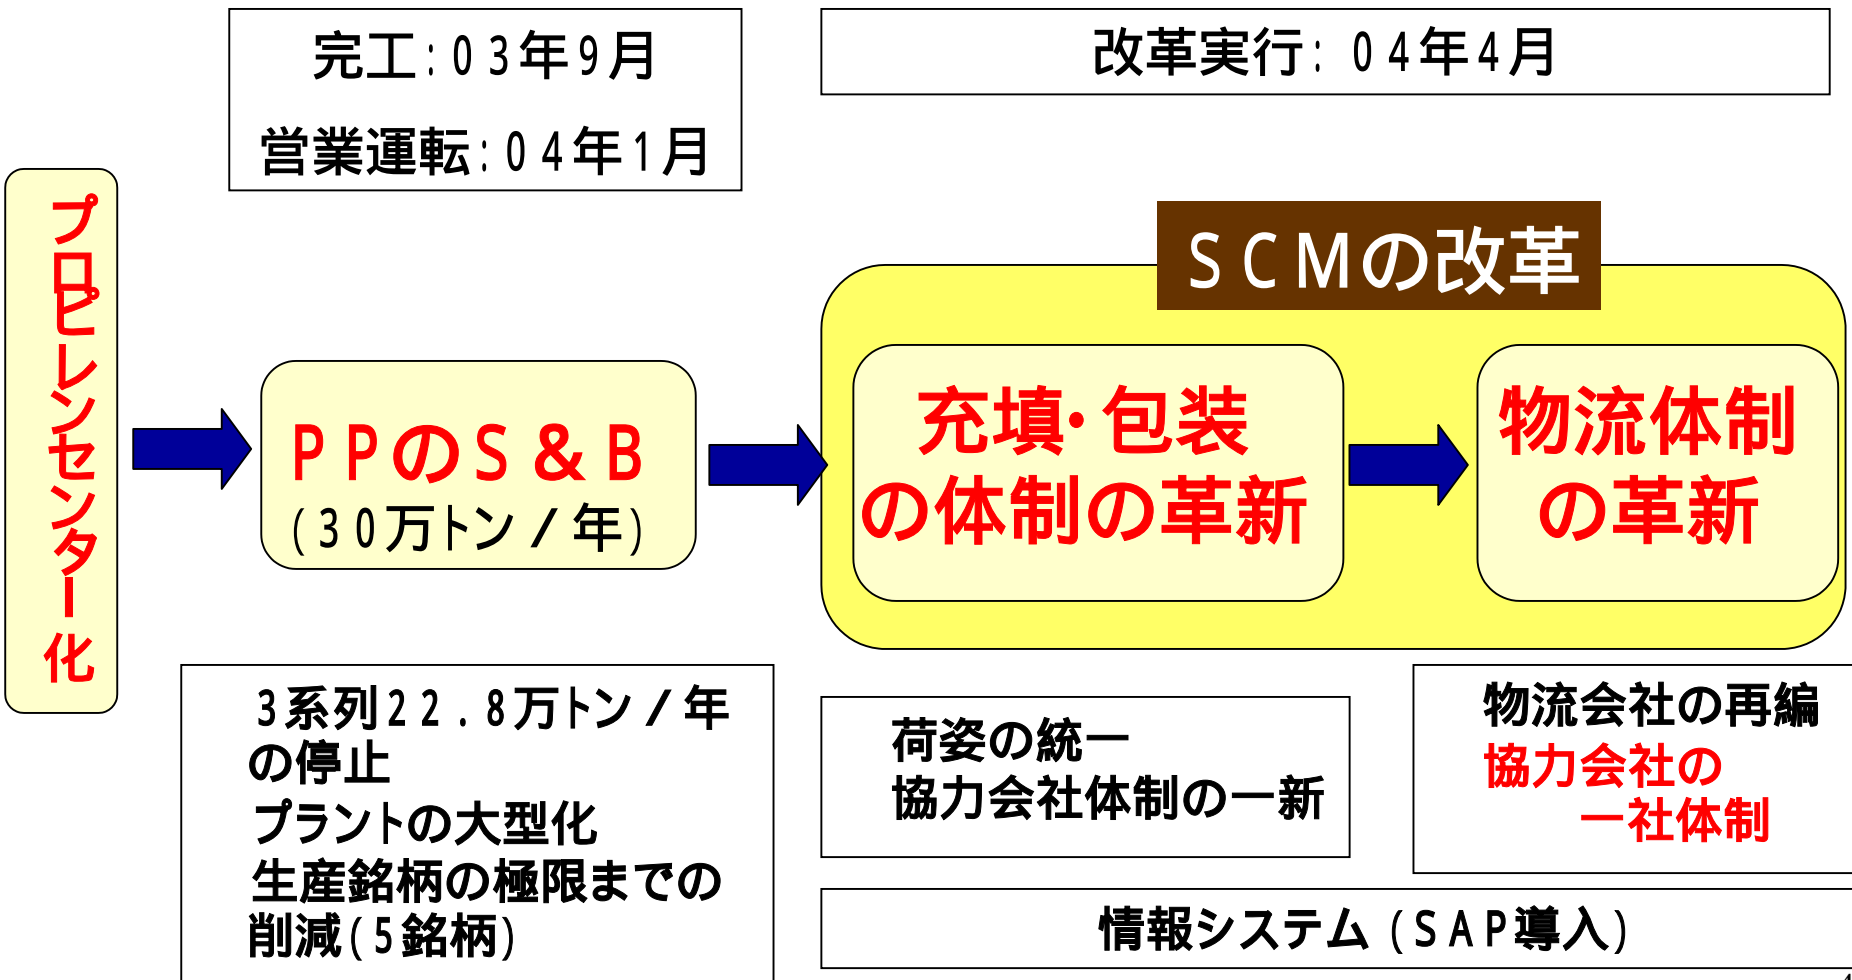 完工:03年9月
営業運転:04年1月
改革実行: 04年4月
プロピレンセンター化
SCMの改革
PPのS&B
(30万トン/年)
充填・包装
の体制の革新
物流体制
の革新
3系列22.8万トン/年
の停止
プラントの大型化
生産銘柄の極限までの
削減(5銘柄)
荷姿の統一
協力会社体制の一新
物流会社の再編
協力会社の
一社体制
情報システム(SAP導入)